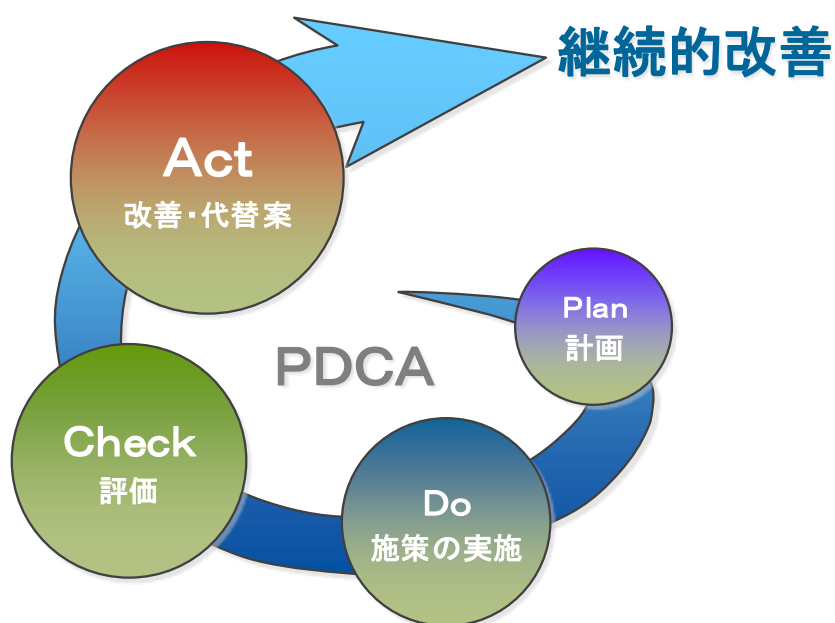 継続的改善
Act
改善・代替案
Plan
計画
PDCA
Check
評価
Do
施策の実施